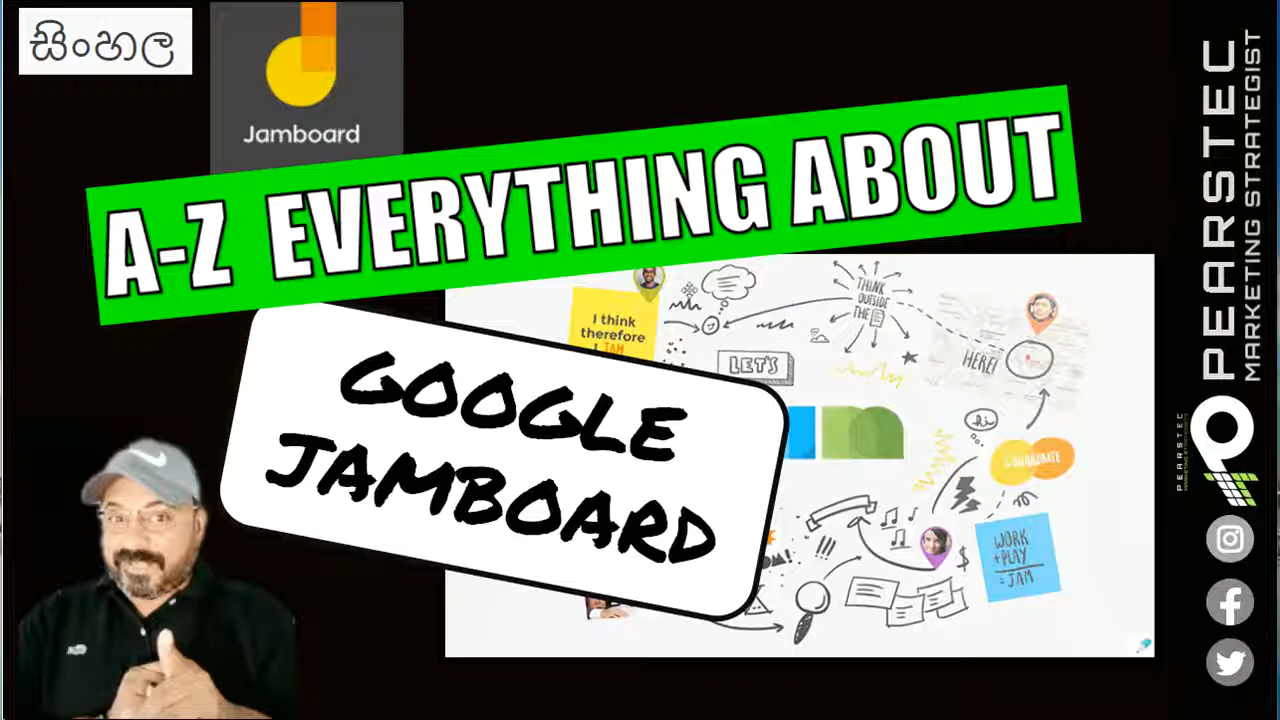 සිංහල
Jamboard
A-Z EVERYTHING ABOUT
GOOGLE
JAMBOARD
I think
therefore
I JAM
THINK
OUTSIDE
THE
LET'S
HERE!
hi
WORK
+PLAY
=JAM
$
PEARSTEC
MARKETING STRATEGIST
PEARSTEC